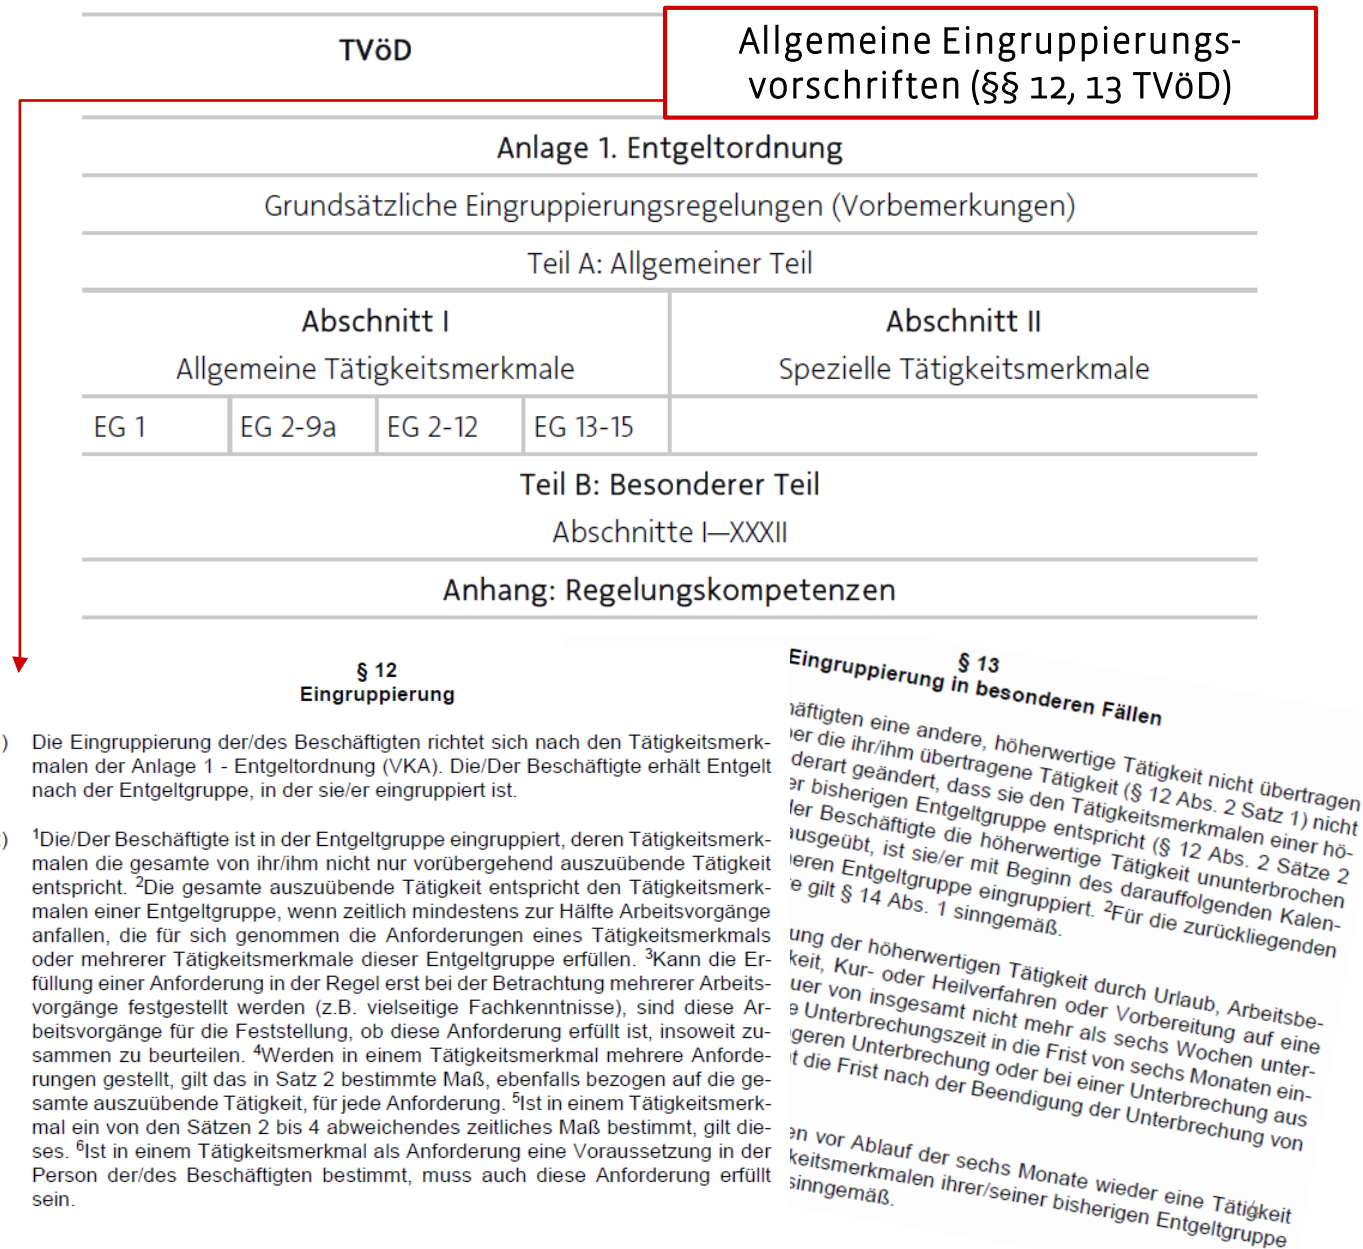 TVöD
Allgemeine Eingruppierungs-
vorschriften (§§ 12, 13 TVöD)
Anlage 1. Entgeltordnung
Grundsätzliche Eingruppierungsregelungen (Vorbemerkungen)
Teil A: Allgemeiner Teil
Abschnitt I
Allgemeine Tätigkeitsmerkmale
Abschnitt II
Spezielle Tätigkeitsmerkmale
EG 1
EG 2-9a
EG 2-12
EG 13-15
Teil B: Besonderer Teil
Abschnitte I—XXXII
Anhang: Regelungskompetenzen
§ 12
Eingruppierung
) Die Eingruppierung der/des Beschäftigten richtet sich nach den Tätigkeitsmerk-
malen der Anlage 1 - Entgeltordnung (VKA). Die/Der Beschäftigte erhält Entgelt
nach der Entgeltgruppe, in der sie/er eingruppiert ist.
) ¹Die/Der Beschäftigte ist in der Entgeltgruppe eingruppiert, deren Tätigkeitsmerk-
malen die gesamte von ihr/ihm nicht nur vorübergehend auszuübende Tätigkeit
entspricht. ²Die gesamte auszuübende Tätigkeit entspricht den Tätigkeitsmerk-
malen einer Entgeltgruppe, wenn zeitlich mindestens zur Hälfte Arbeitsvorgänge
anfallen, die für sich genommen die Anforderungen eines Tätigkeitsmerkmals
oder mehrerer Tätigkeitsmerkmale dieser Entgeltgruppe erfüllen. ³Kann die Er-
füllung einer Anforderung in der Regel erst bei der Betrachtung mehrerer Arbeits-
vorgänge festgestellt werden (z.B. vielseitige Fachkenntnisse), sind diese Ar-
beitsvorgänge für die Feststellung, ob diese Anforderung erfüllt ist, insoweit zu-
sammen zu beurteilen. ⁴Werden in einem Tätigkeitsmerkmal mehrere Anforde-
rungen gestellt, gilt das in Satz 2 bestimmte Maß, ebenfalls bezogen auf die ge-
samte auszuübende Tätigkeit, für jede Anforderung. ⁵Ist in einem Tätigkeitsmerk-
mal ein von den Sätzen 2 bis 4 abweichendes zeitliches Maß bestimmt, gilt die-
ses. ⁶Ist in einem Tätigkeitsmerkmal als Anforderung eine Voraussetzung in der
Person der/des Beschäftigten bestimmt, muss auch diese Anforderung erfüllt
sein.
§ 13
Eingruppierung in besonderen Fällen
häftigten eine andere, höherwertige Tätigkeit nicht übertragen
er die ihr/ihm übertragene Tätigkeit (§ 12 Abs. 2 Satz 1) nicht
derart geändert, dass sie den Tätigkeitsmerkmalen einer hö-
er bisherigen Entgeltgruppe entspricht (§ 12 Abs. 2 Sätze 2
der Beschäftigte die höherwertige Tätigkeit ununterbrochen
ausgeübt, ist sie/er mit Beginn des darauffolgenden Kalen-
eren Entgeltgruppe eingruppiert. ²Für die zurückliegenden
e gilt § 14 Abs. 1 sinngemäß.
ung der höherwertigen Tätigkeit durch Urlaub, Arbeitsbe-
keit, Kur- oder Heilverfahren oder Vorbereitung auf eine
uer von insgesamt nicht mehr als sechs Wochen unter-
e Unterbrechungszeit in die Frist von sechs Monaten ein-
geren Unterbrechung oder bei einer Unterbrechung aus
t die Frist nach der Beendigung der Unterbrechung von
en vor Ablauf der sechs Monate wieder eine Tätigkeit
keitsmerkmalen ihrer/seiner bisherigen Entgeltgruppe
sinngemäß.